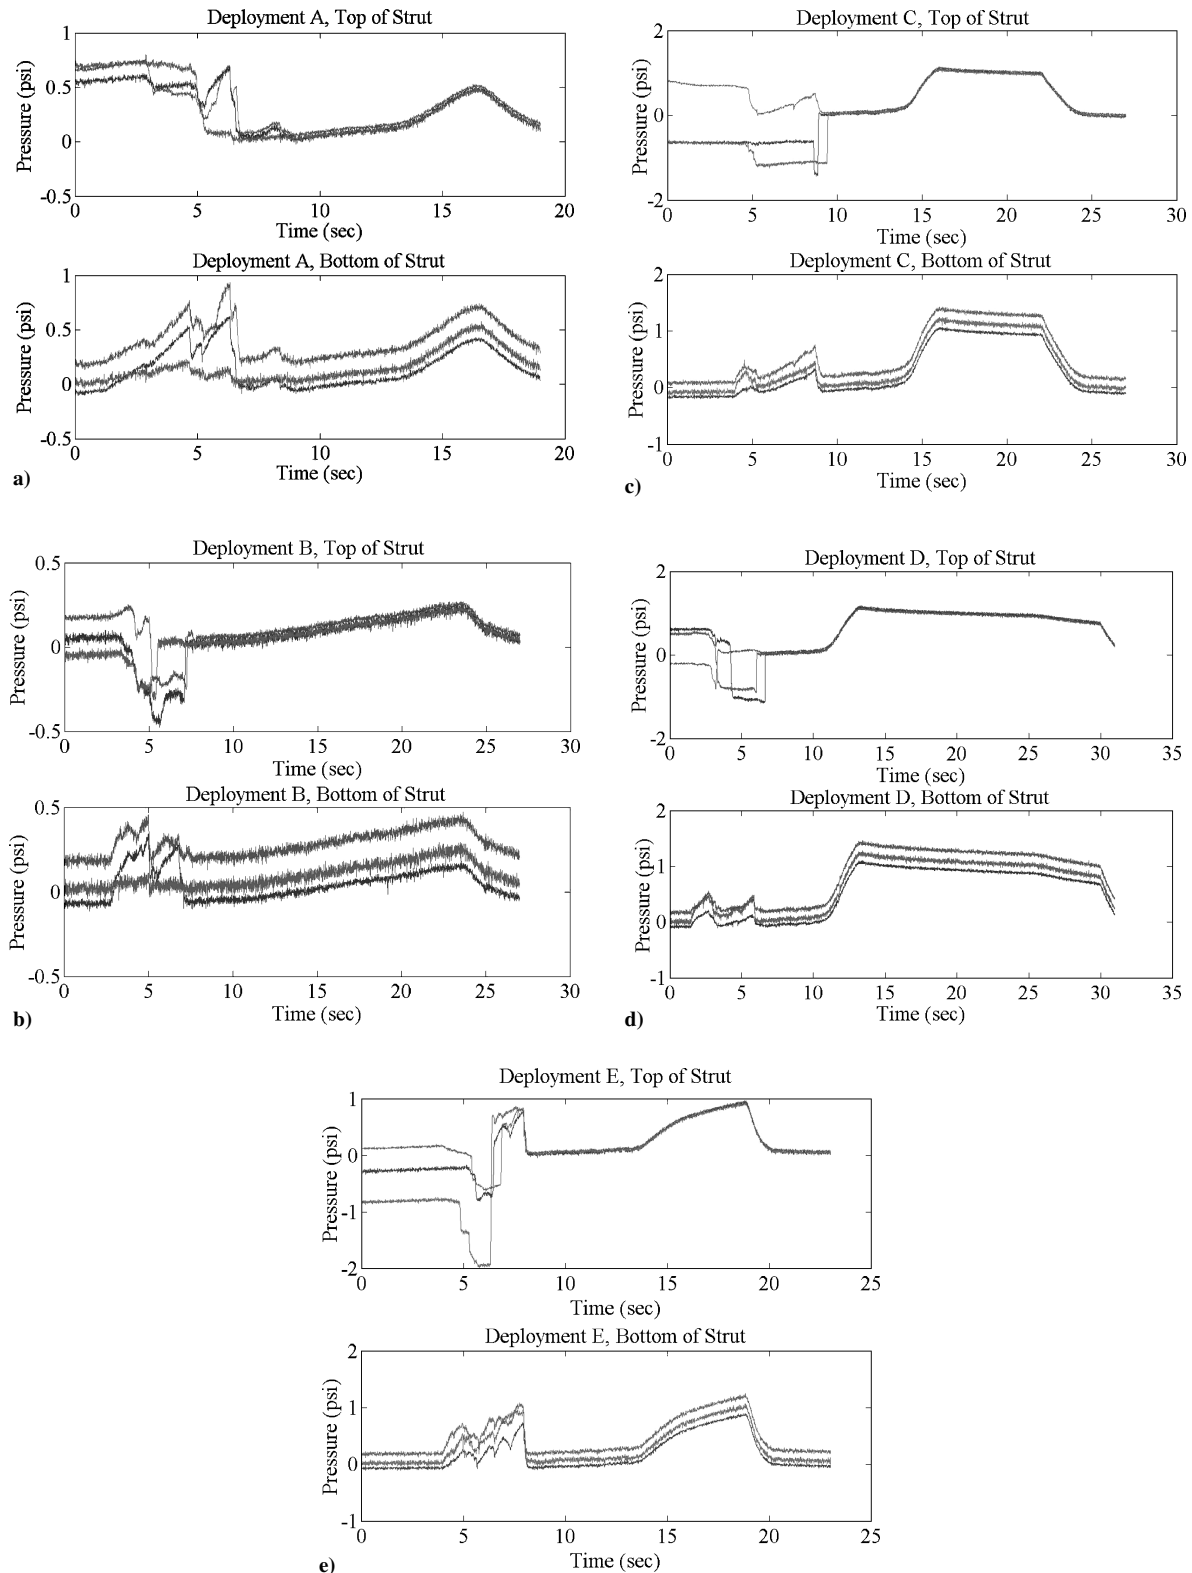 Deployment A, Top of Strut
1
0.5
0
-0.5
Pressure (psi)
0 5 10 15 20
Time (sec)
Deployment A, Bottom of Strut
1
0.5
0
-0.5
Pressure (psi)
0 5 10 15 20
Time (sec)
a)
Deployment C, Top of Strut
2
0
-2
Pressure (psi)
0 5 10 15 20 25 30
Time (sec)
Deployment C, Bottom of Strut
2
1
0
-1
Pressure (psi)
0 5 10 15 20 25 30
Time (sec)
c)
Deployment B, Top of Strut
0.5
0
-0.5
Pressure (psi)
0 5 10 15 20 25 30
Time (sec)
Deployment B, Bottom of Strut
0.5
0
-0.5
Pressure (psi)
0 5 10 15 20 25 30
Time (sec)
b)
Deployment D, Top of Strut
2
0
-2
Pressure (psi)
0 5 10 15 20 25 30 35
Time (sec)
Deployment D, Bottom of Strut
2
1
0
-1
Pressure (psi)
0 5 10 15 20 25 30 35
Time (sec)
d)
Deployment E, Top of Strut
1
0
-1
-2
Pressure (psi)
0 5 10 15 20 25
Time (sec)
Deployment E, Bottom of Strut
2
1
0
-1
Pressure (psi)
0 5 10 15 20 25
Time (sec)
e)